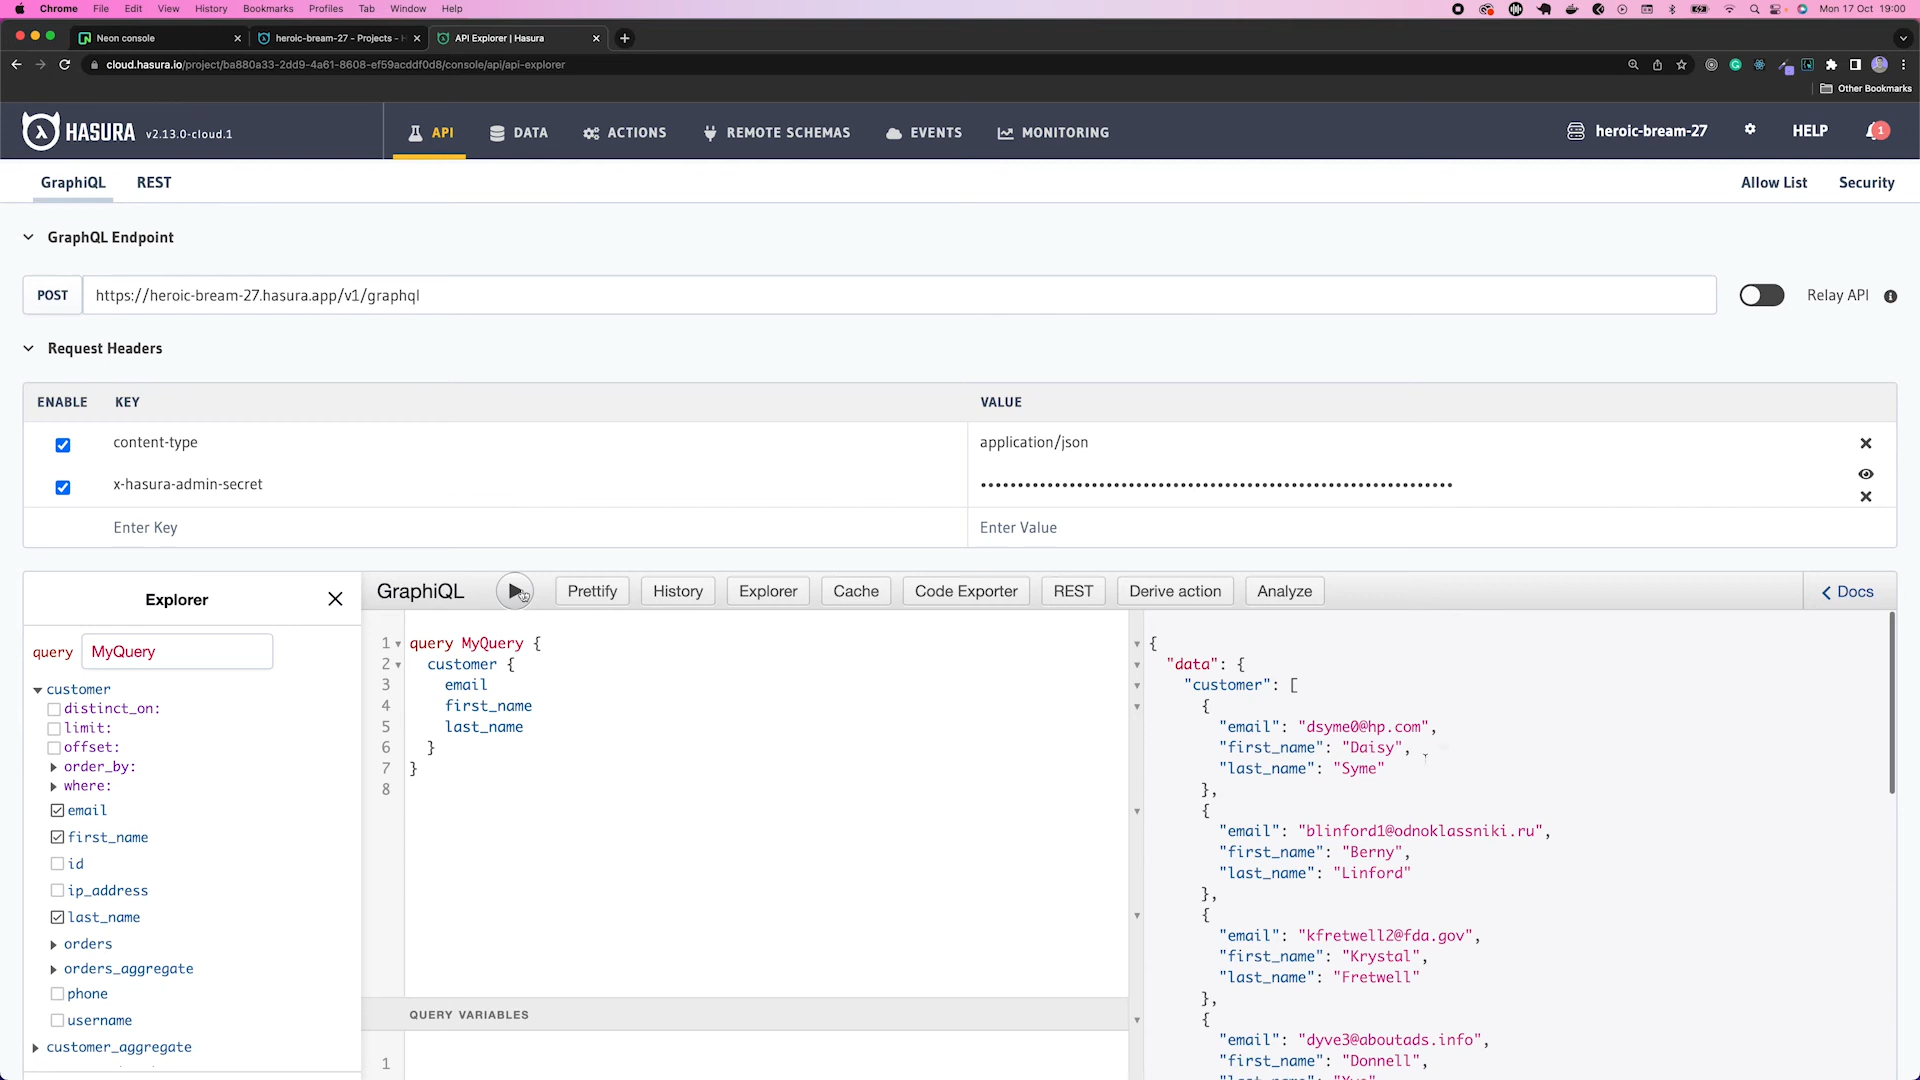 Chrome File Edit View History Bookmarks Profiles Tab Window Help Mon 17 Oct 19:00
Neon console heroic-bream-27 - Projects - H API Explorer | Hasura
cloud.hasura.io/project/ba880a33-2dd9-4a61-8608-ef59acddf0d8/console/api/api-explorer
Other Bookmarks
HASURA v2.13.0-cloud.1 API DATA ACTIONS REMOTE SCHEMAS EVENTS MONITORING heroic-bream-27 HELP 1
GraphiQL REST Allow List Security
GraphQL Endpoint
POST https://heroic-bream-27.hasura.app/v1/graphql Relay API
Request Headers
ENABLE KEY VALUE
content-type application/json
x-hasura-admin-secret ••••••••••••••••••••••••••••••••••••••••••••••••••••••••••••••••
Enter Key Enter Value
Explorer
query MyQuery
customer
distinct_on:
limit:
offset:
order_by:
where:
email
first_name
id
ip_address
last_name
orders
orders_aggregate
phone
username
customer_aggregate
GraphiQL Prettify History Explorer Cache Code Exporter REST Derive action Analyze Docs
1 query MyQuery {
2 customer {
3 email
4 first_name
5 last_name
6 }
7 }
8
QUERY VARIABLES
1
{
"data": {
"customer": [
{
"email": "dsyme0@hp.com",
"first_name": "Daisy",
"last_name": "Syme"
},
{
"email": "blinford1@odnoklassniki.ru",
"first_name": "Berny",
"last_name": "Linford"
},
{
"email": "kfretwell2@fda.gov",
"first_name": "Krystal",
"last_name": "Fretwell"
},
{
"email": "dyve3@aboutads.info",
"first_name": "Donnell",